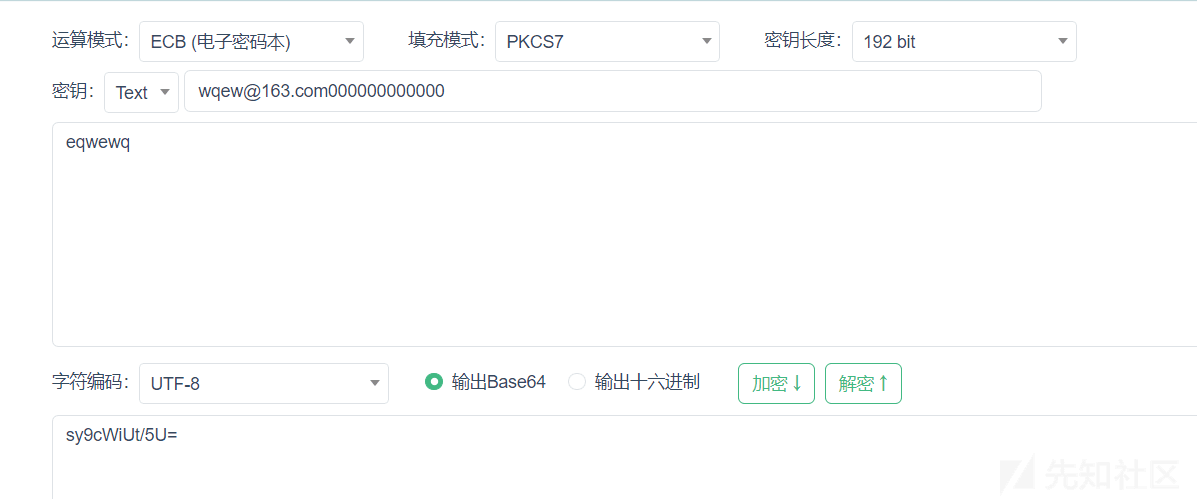 运算模式: ECB (电子密码本) 填充模式: PKCS7 密钥长度: 192 bit
密钥: Text wqew@163.com000000000000
eqwewq
字符编码: UTF-8 输出Base64 输出十六进制 加密↓ 解密↑
sy9cWiUt/5U=
先知社区